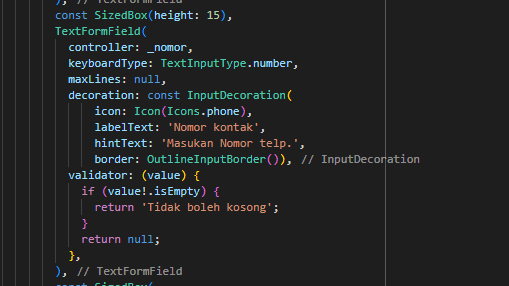 ), // TextFormField
const SizedBox(height: 15),
TextFormField(
controller: _nomor,
keyboardType: TextInputType.number,
maxLines: null,
decoration: const InputDecoration(
icon: Icon(Icons.phone),
labelText: 'Nomor kontak',
hintText: 'Masukan Nomor telp.',
border: OutlineInputBorder()), // InputDecoration
validator: (value) {
if (value!.isEmpty) {
return 'Tidak boleh kosong';
}
return null;
},
), // TextFormField
const SizedBox(